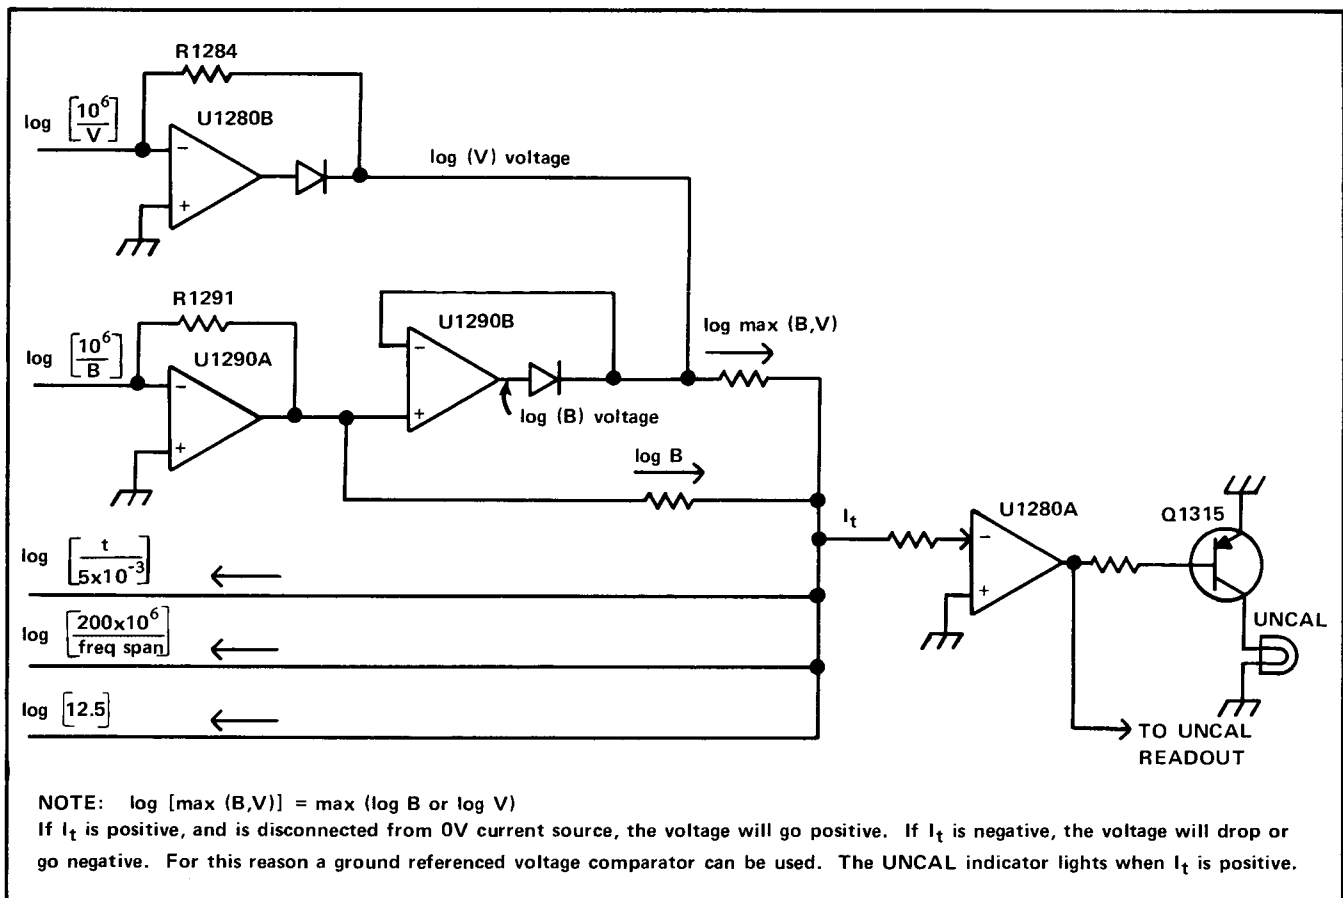 R1284
log [10^6/V]
U1280B
−
+
log (V) voltage
R1291
log [10^6/B]
U1290A
−
+
U1290B
−
+
log (B) voltage
log max (B,V)
log B
I_t
U1280A
−
+
Q1315
UNCAL
TO UNCAL
READOUT
log [t/5x10^-3]
log [200x10^6/freq span]
log [12.5]
NOTE: log [max (B,V)] = max (log B or log V)
If I_t is positive, and is disconnected from 0V current source, the voltage will go positive. If I_t is negative, the voltage will drop or
go negative. For this reason a ground referenced voltage comparator can be used. The UNCAL indicator lights when I_t is positive.